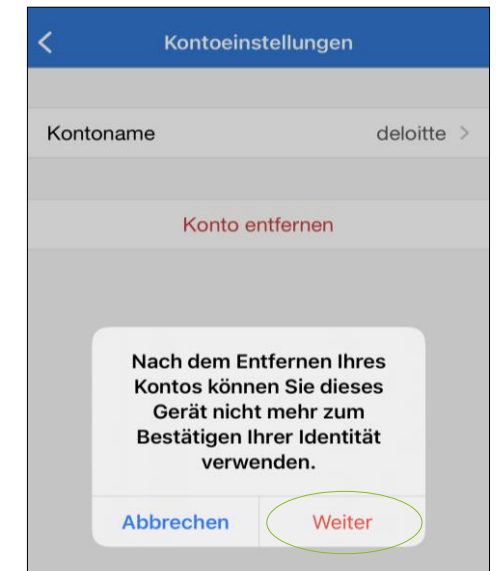 Kontoeinstellungen
Kontoname deloitte
Konto entfernen
Nach dem Entfernen Ihres
Kontos können Sie dieses
Gerät nicht mehr zum
Bestätigen Ihrer Identität
verwenden.
Abbrechen Weiter